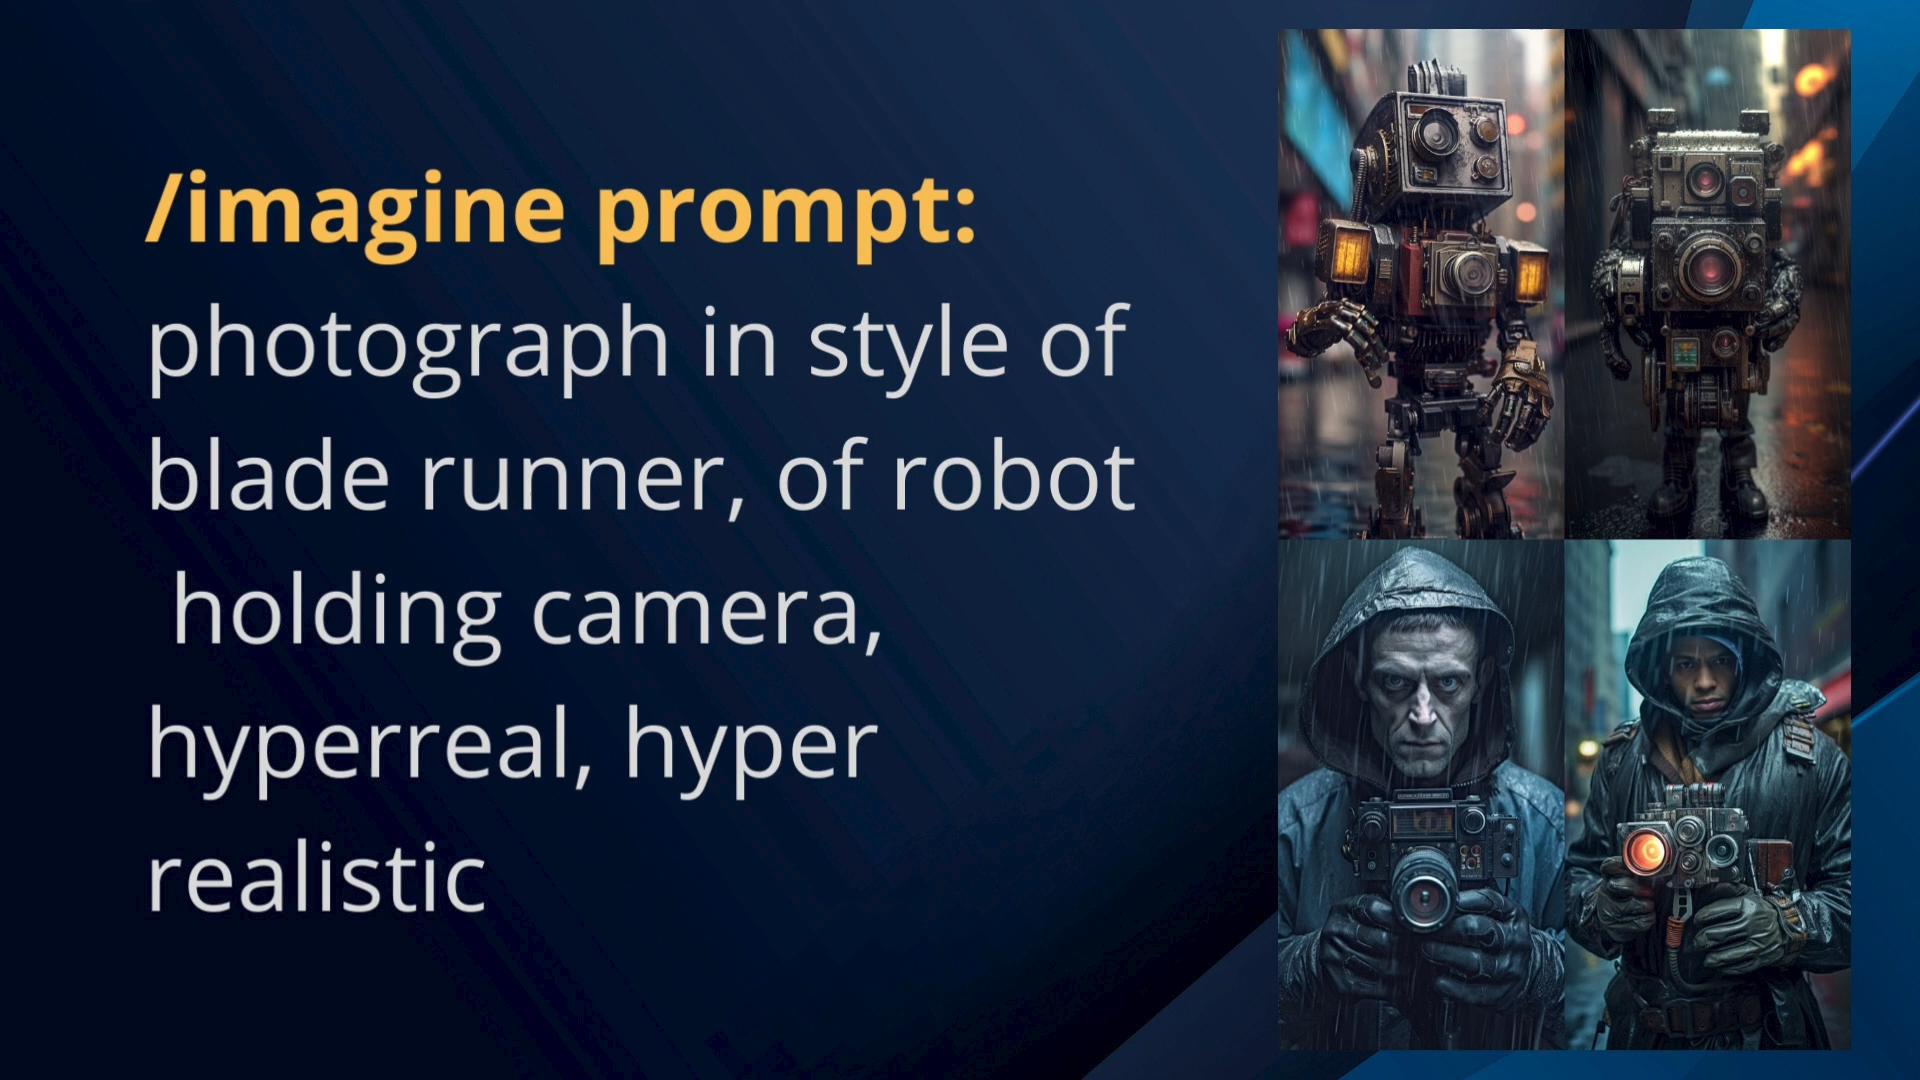 /imagine prompt:
photograph in style of
blade runner, of robot
holding camera,
hyperreal, hyper
realistic